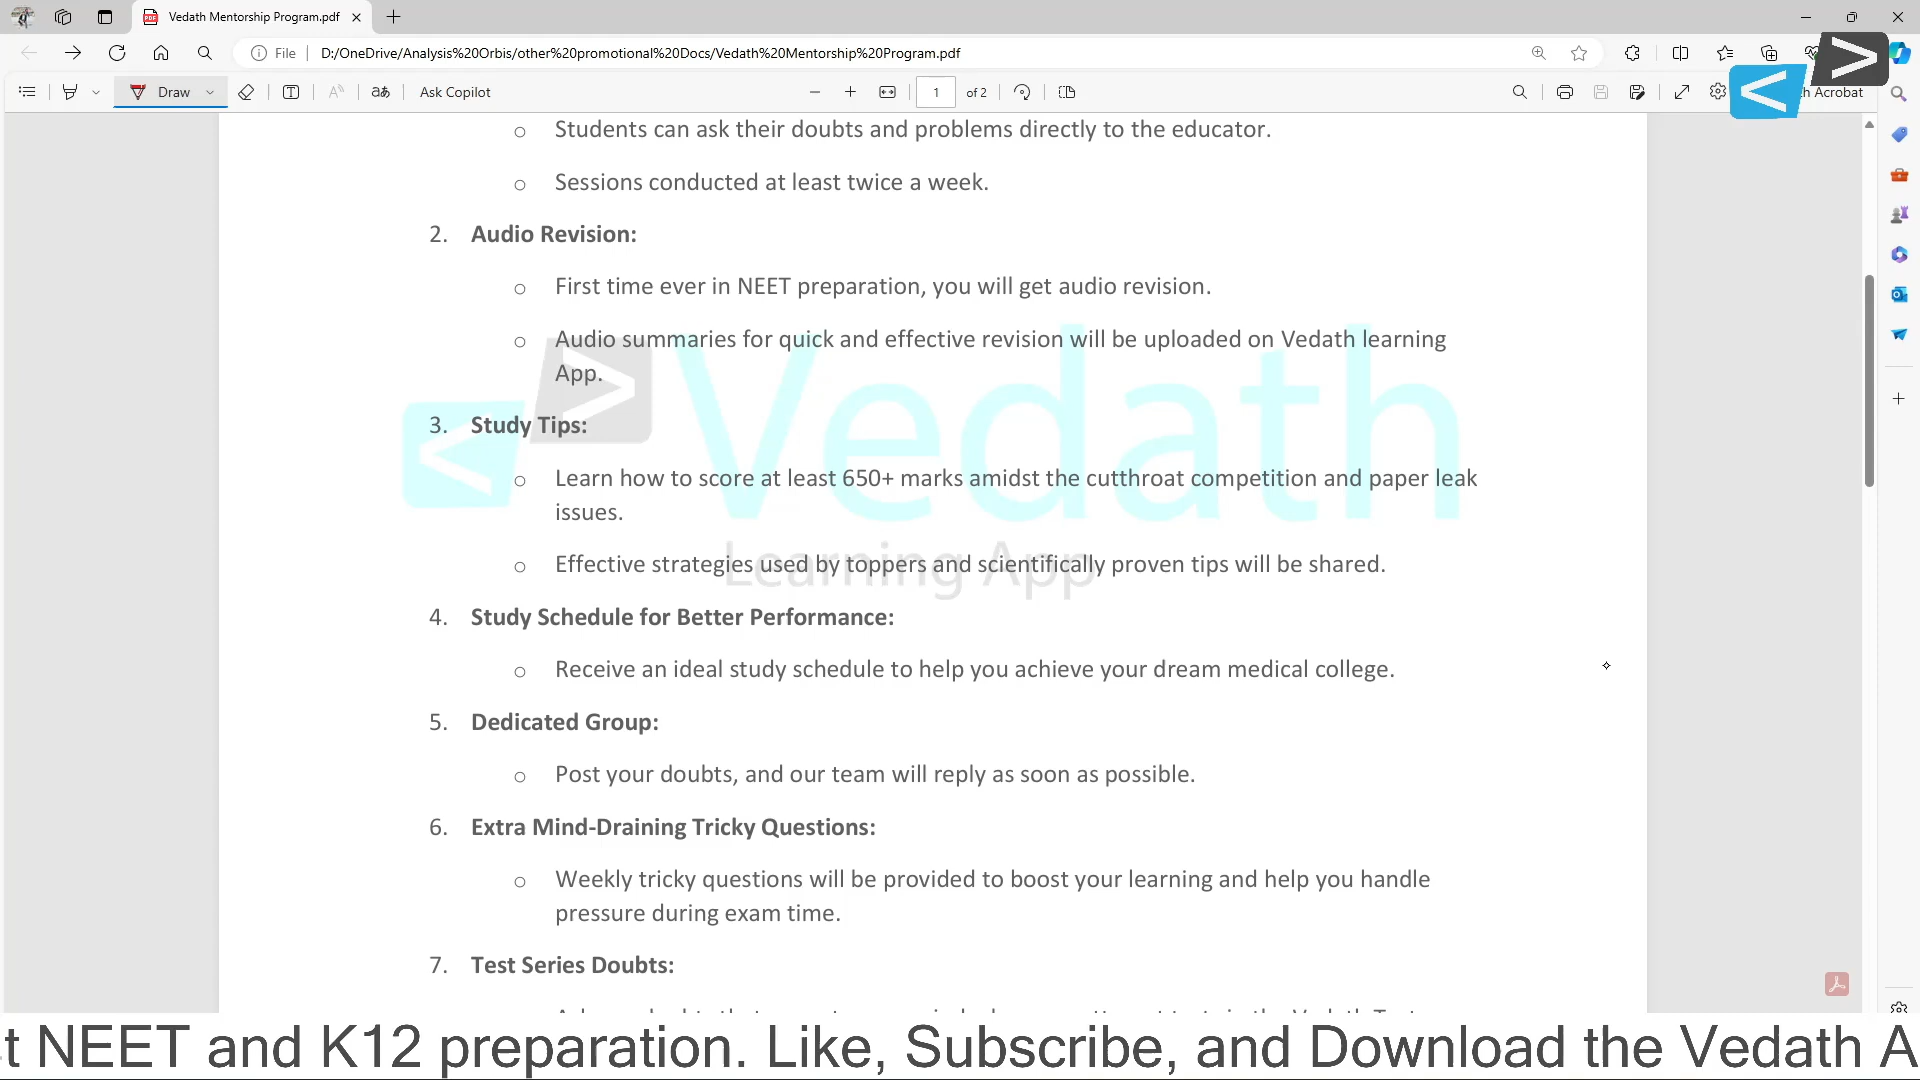 Vedath Mentorship Program.pdf
File
D:/OneDrive/Analysis%20Orbis/other%20promotional%20Docs/Vedath%20Mentorship%20Program.pdf
Draw
Ask Copilot
1
of 2
h Acrobat
○ Students can ask their doubts and problems directly to the educator.
○ Sessions conducted at least twice a week.
2. Audio Revision:
○ First time ever in NEET preparation, you will get audio revision.
○ Audio summaries for quick and effective revision will be uploaded on Vedath learning
App.
3. Study Tips:
○ Learn how to score at least 650+ marks amidst the cutthroat competition and paper leak
issues.
○ Effective strategies used by toppers and scientifically proven tips will be shared.
4. Study Schedule for Better Performance:
○ Receive an ideal study schedule to help you achieve your dream medical college.
5. Dedicated Group:
○ Post your doubts, and our team will reply as soon as possible.
6. Extra Mind-Draining Tricky Questions:
○ Weekly tricky questions will be provided to boost your learning and help you handle
pressure during exam time.
7. Test Series Doubts:
Vedath
Learning App
t NEET and K12 preparation. Like, Subscribe, and Download the Vedath A